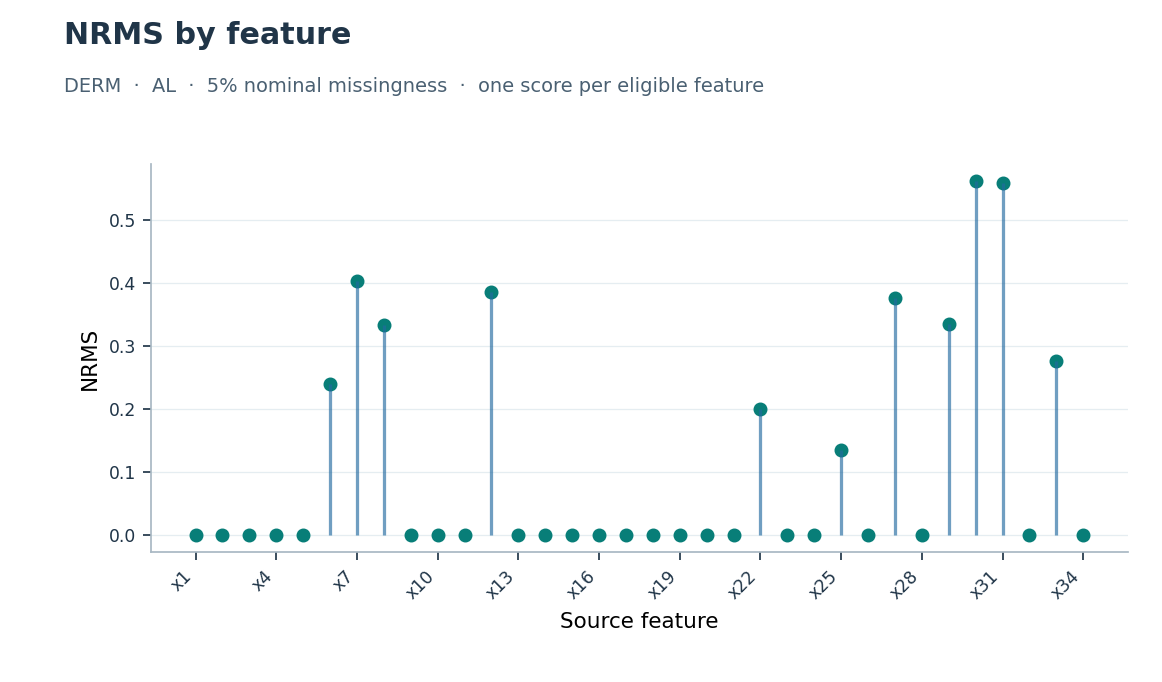 NRMS by feature
DERM · AL · 5% nominal missingness · one score per eligible feature
0.5
0.4
0.3
0.2
0.1
0.0
NRMS
x1 x4 x7 x10 x13 x16 x19 x22 x25 x28 x31 x34
Source feature